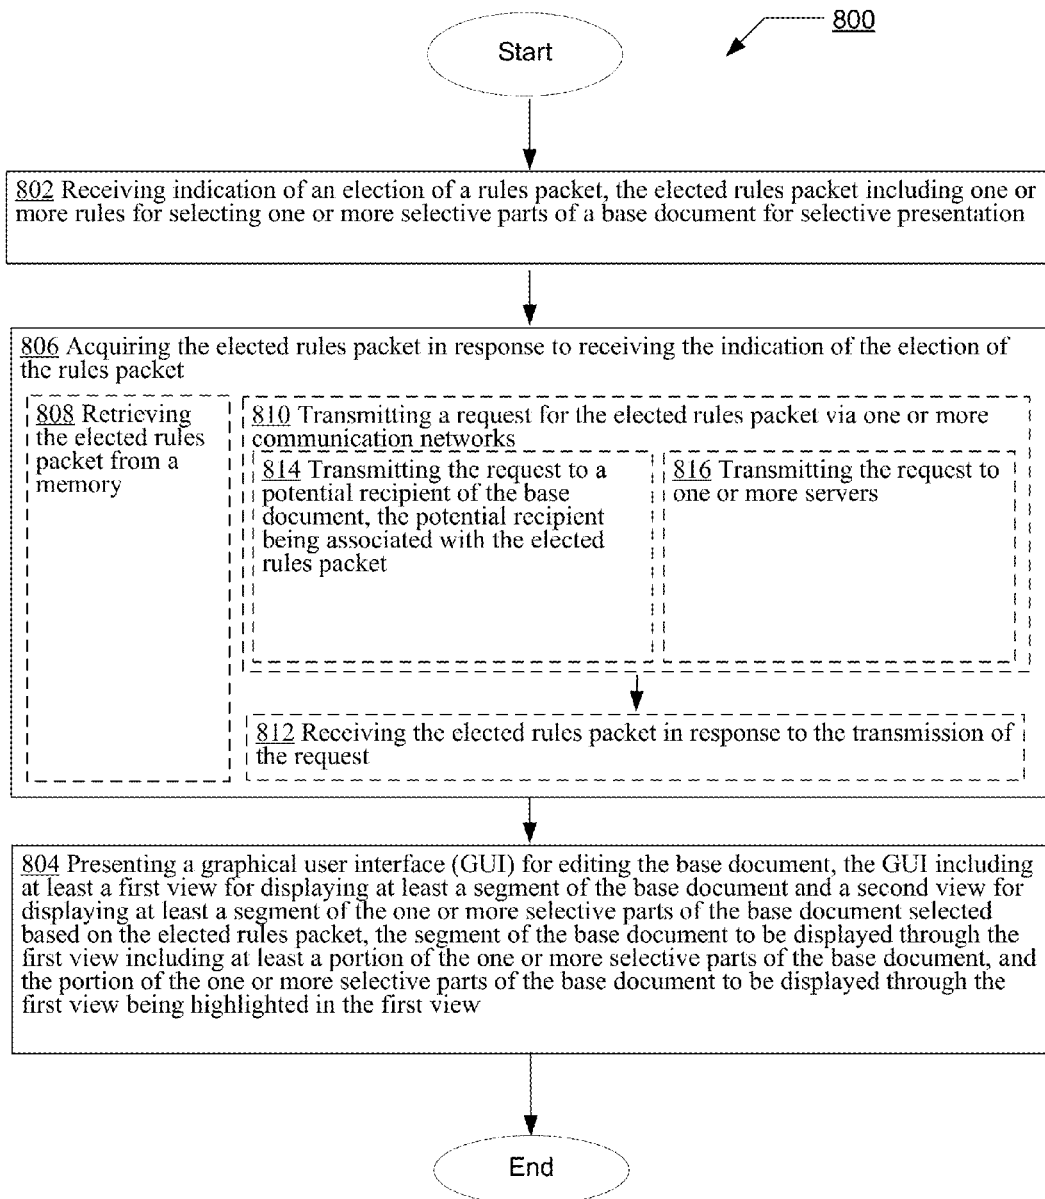 800
Start
802 Receiving indication of an election of a rules packet, the elected rules packet including one or
more rules for selecting one or more selective parts of a base document for selective presentation
806 Acquiring the elected rules packet in response to receiving the indication of the election of
the rules packet
808 Retrieving
the elected rules
packet from a
memory
810 Transmitting a request for the elected rules packet via one or more
communication networks
814 Transmitting the request to a
potential recipient of the base
document, the potential recipient
being associated with the elected
rules packet
816 Transmitting the request to
one or more servers
812 Receiving the elected rules packet in response to the transmission of
the request
804 Presenting a graphical user interface (GUI) for editing the base document, the GUI including
at least a first view for displaying at least a segment of the base document and a second view for
displaying at least a segment of the one or more selective parts of the base document selected
based on the elected rules packet, the segment of the base document to be displayed through the
first view including at least a portion of the one or more selective parts of the base document, and
the portion of the one or more selective parts of the base document to be displayed through the
first view being highlighted in the first view
End